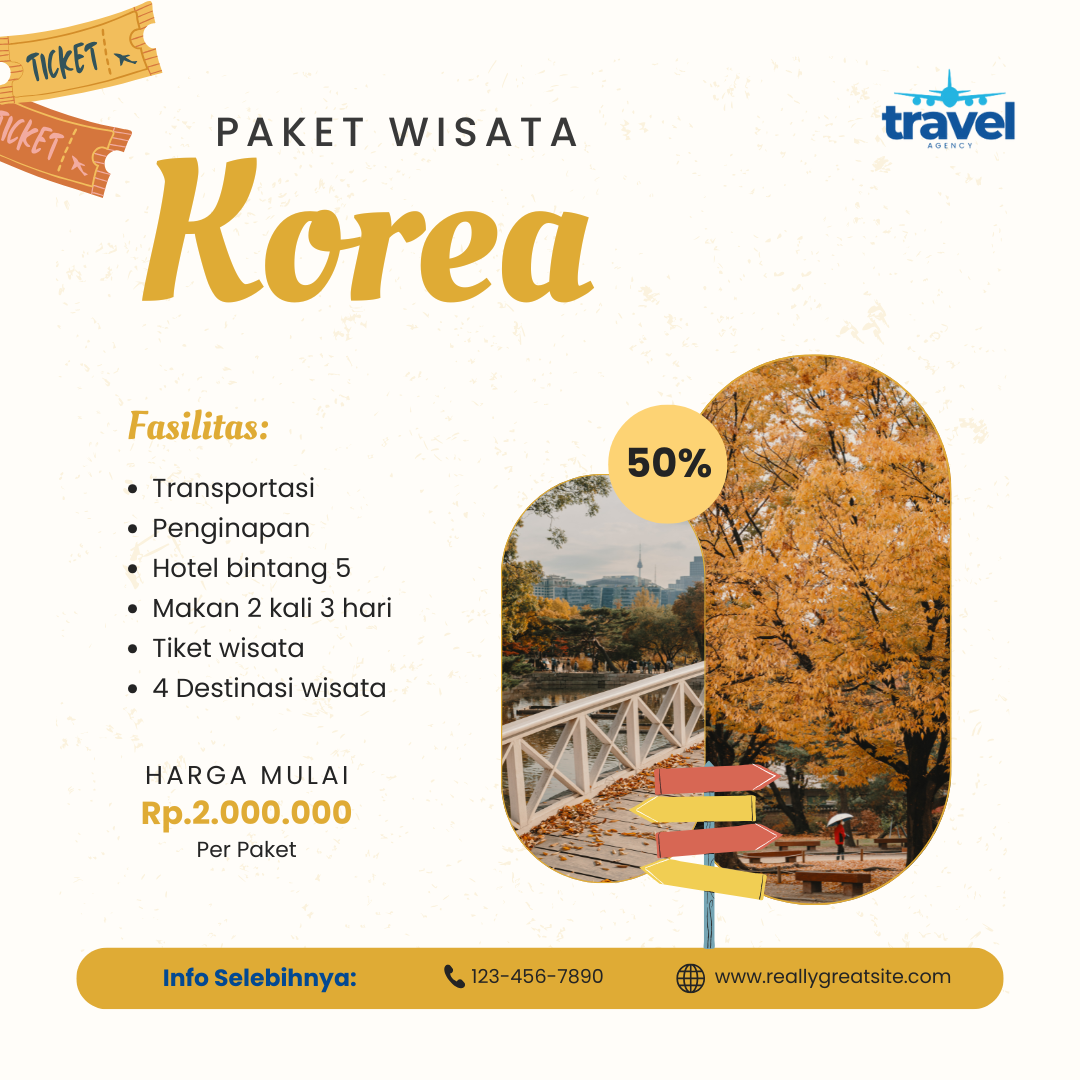 TICKET
TICKET
travel
AGENCY
PAKET WISATA
Korea
Fasilitas:
• Transportasi
• Penginapan
• Hotel bintang 5
• Makan 2 kali 3 hari
• Tiket wisata
• 4 Destinasi wisata
50%
HARGA MULAI
Rp.2.000.000
Per Paket
Info Selebihnya:
123-456-7890
www.reallygreatsite.com